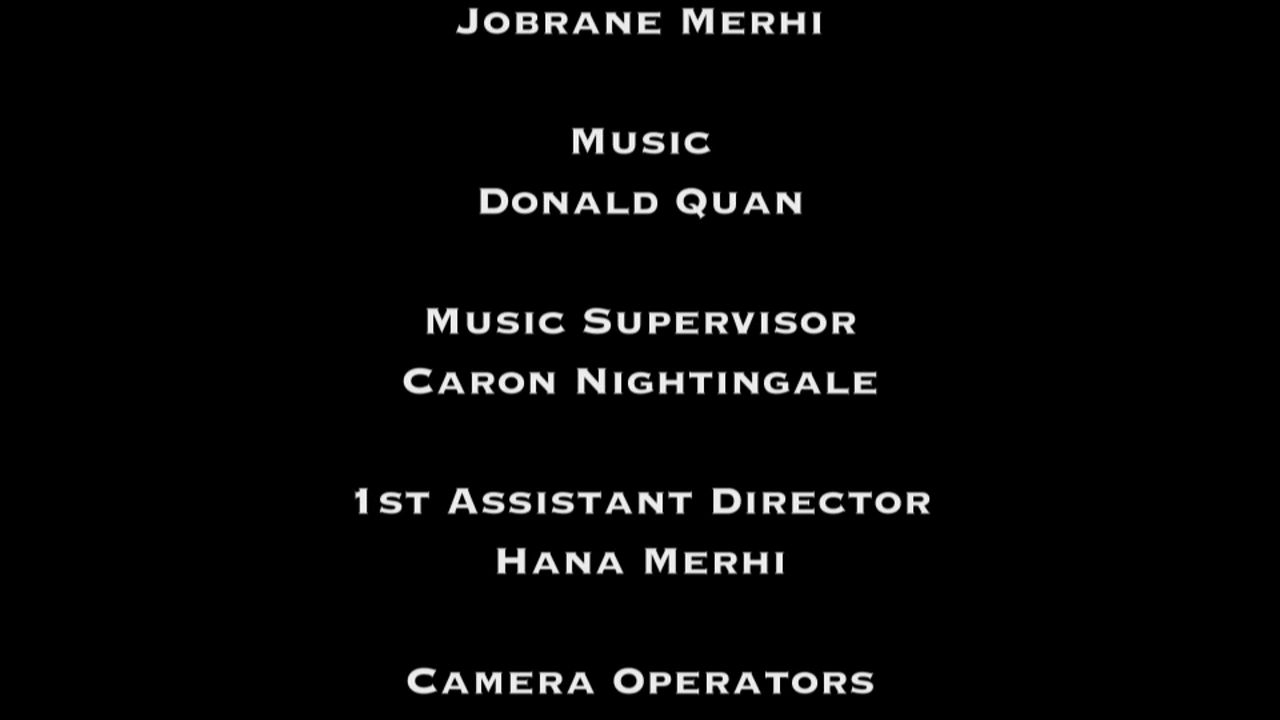 Jobrane Merhi
Music
Donald Quan
Music Supervisor
Caron Nightingale
1st Assistant Director
Hana Merhi
Camera Operators